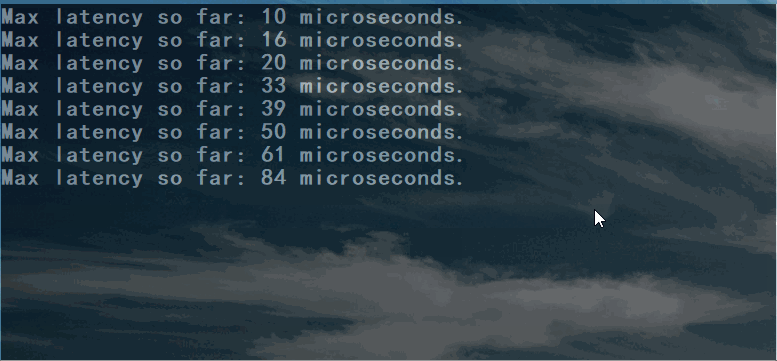 Max latency so far: 10 microseconds.
Max latency so far: 16 microseconds.
Max latency so far: 20 microseconds.
Max latency so far: 33 microseconds.
Max latency so far: 39 microseconds.
Max latency so far: 50 microseconds.
Max latency so far: 61 microseconds.
Max latency so far: 84 microseconds.